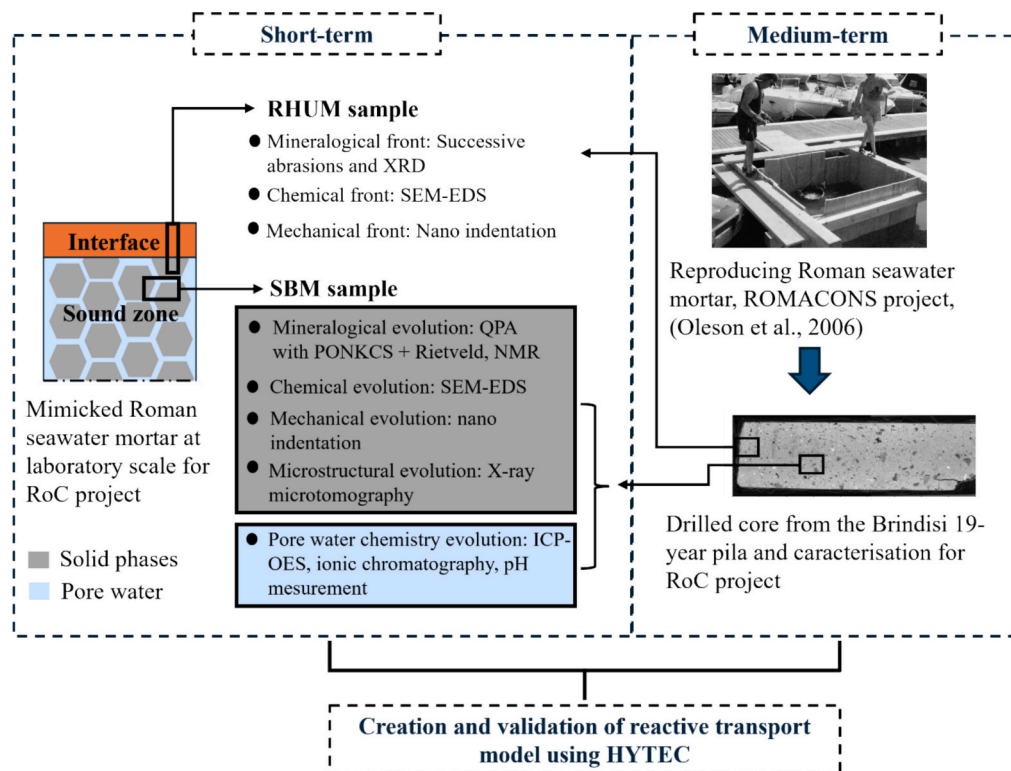 Short-term
Medium-term
RHUM sample
● Mineralogical front: Successive
abrasions and XRD
● Chemical front: SEM-EDS
● Mechanical front: Nano indentation
Interface
Sound zone
SBM sample
● Mineralogical evolution: QPA
with PONKCS + Rietveld, NMR
● Chemical evolution: SEM-EDS
● Mechanical evolution: nano
indentation
● Microstructural evolution: X-ray
microtomography
● Pore water chemistry evolution: ICP-
OES, ionic chromatography, pH
mesurement
Mimicked Roman
seawater mortar at
laboratory scale for
RoC project
Solid phases
Pore water
Reproducing Roman seawater
mortar, ROMACONS project,
(Oleson et al., 2006)
Drilled core from the Brindisi 19-
year pila and caracterisation for
RoC project
Creation and validation of reactive transport
model using HYTEC